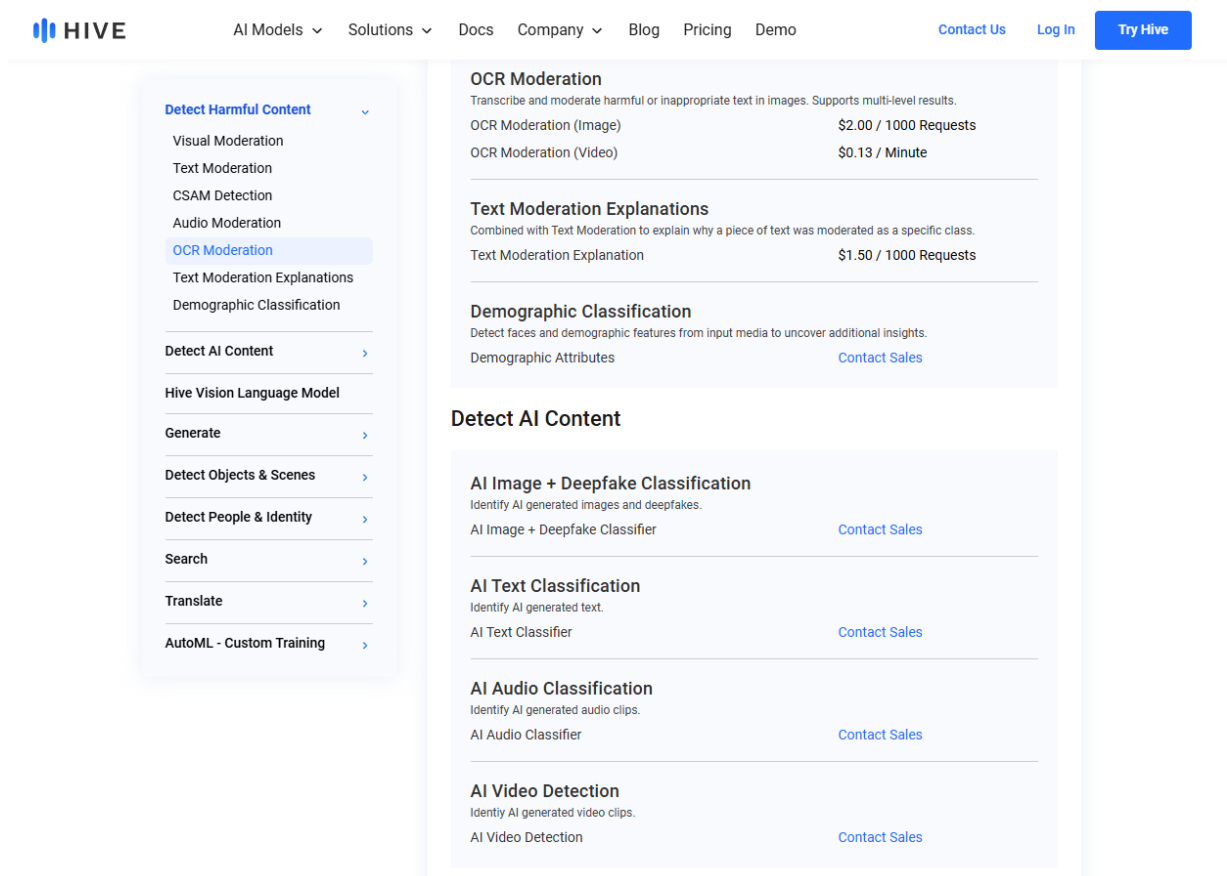 HIVE
AI Models
Solutions
Docs
Company
Blog
Pricing
Demo
Contact Us
Log In
Try Hive
Detect Harmful Content
Visual Moderation
Text Moderation
CSAM Detection
Audio Moderation
OCR Moderation
Text Moderation Explanations
Demographic Classification
Detect AI Content
Hive Vision Language Model
Generate
Detect Objects & Scenes
Detect People & Identity
Search
Translate
AutoML - Custom Training
OCR Moderation
Transcribe and moderate harmful or inappropriate text in images. Supports multi-level results.
OCR Moderation (Image) $2.00 / 1000 Requests
OCR Moderation (Video) $0.13 / Minute
Text Moderation Explanations
Combined with Text Moderation to explain why a piece of text was moderated as a specific class.
Text Moderation Explanation $1.50 / 1000 Requests
Demographic Classification
Detect faces and demographic features from input media to uncover additional insights.
Demographic Attributes Contact Sales
Detect AI Content
AI Image + Deepfake Classification
Identify AI generated images and deepfakes.
AI Image + Deepfake Classifier Contact Sales
AI Text Classification
Identify AI generated text.
AI Text Classifier Contact Sales
AI Audio Classification
Identify AI generated audio clips.
AI Audio Classifier Contact Sales
AI Video Detection
Identiy AI generated video clips.
AI Video Detection Contact Sales